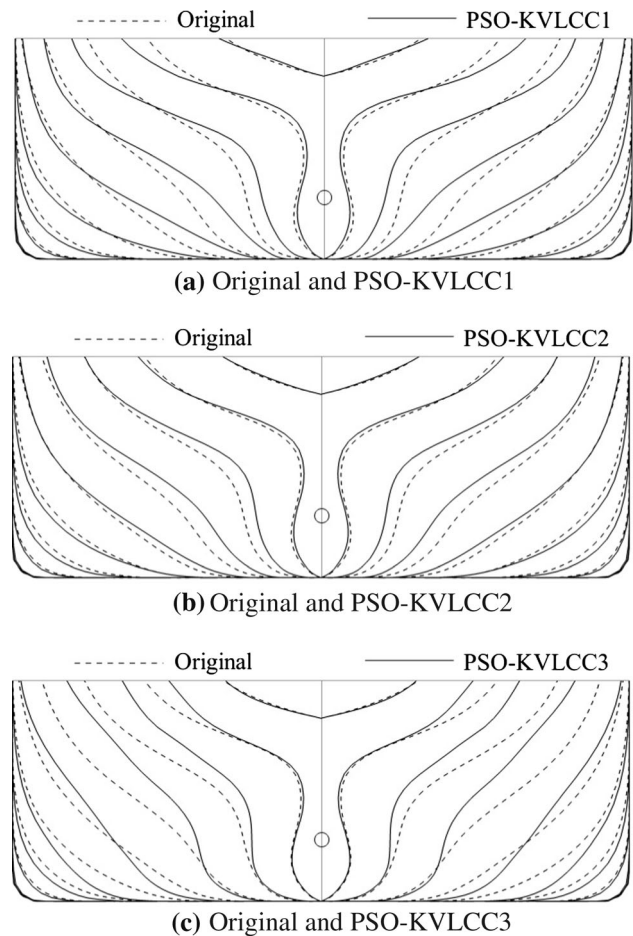 Original PSO-KVLCC1
(a) Original and PSO-KVLCC1
Original PSO-KVLCC2
(b) Original and PSO-KVLCC2
Original PSO-KVLCC3
(c) Original and PSO-KVLCC3